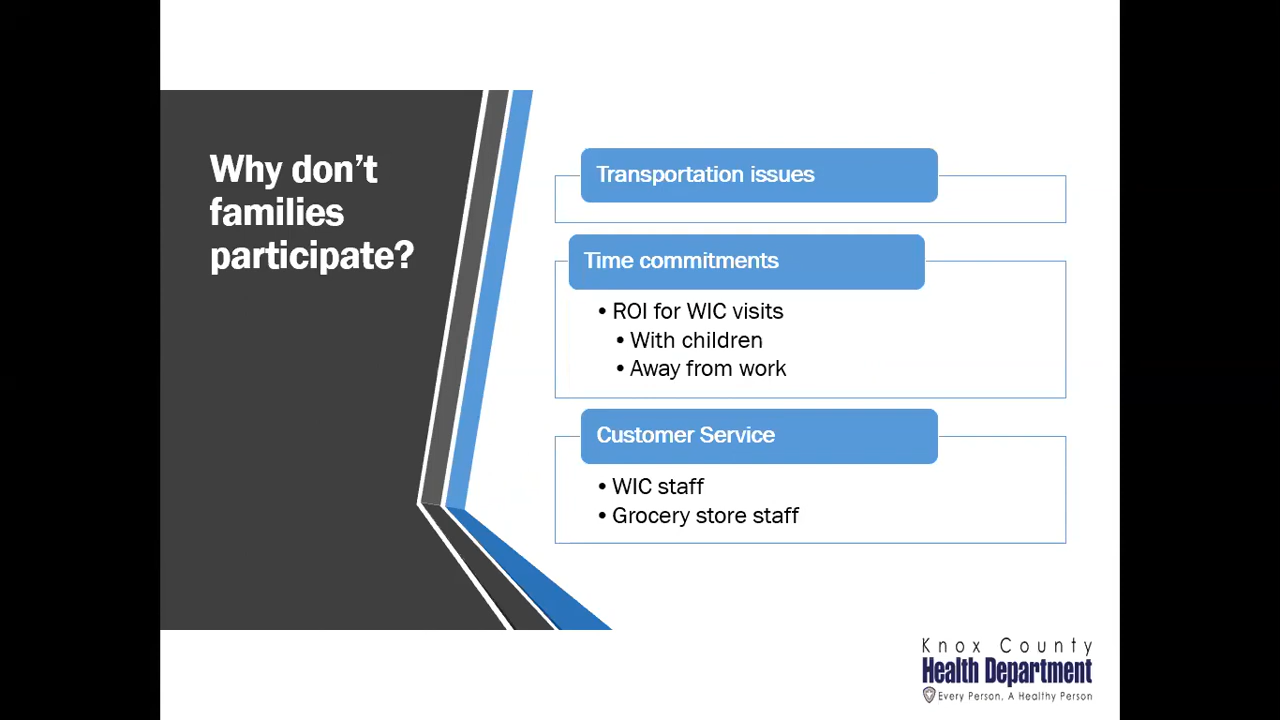 Why don't
families
participate?
Transportation issues
Time commitments
• ROI for WIC visits
• With children
• Away from work
Customer Service
• WIC staff
• Grocery store staff
Knox County
Health Department
Every Person, A Healthy Person